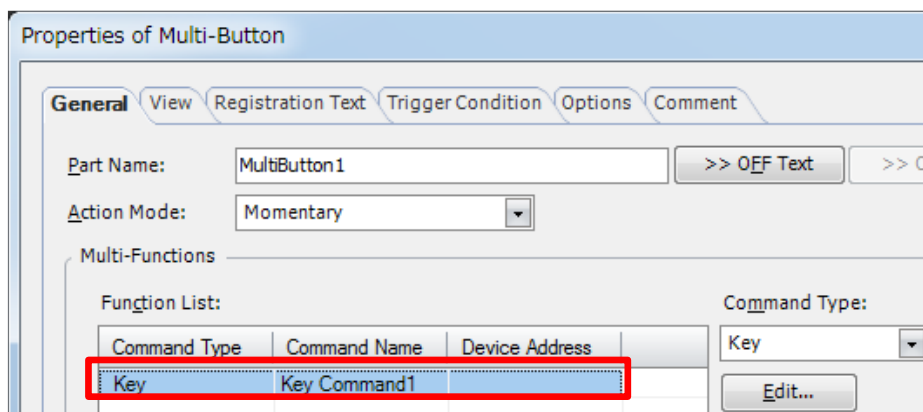 Properties of Multi-Button
General View Registration Text Trigger Condition Options Comment
Part Name: MultiButton1 >> OFF Text >>
Action Mode: Momentary
Multi-Functions
Function List: Command Type:
Command Type Command Name Device Address Key
Key Key Command1
Edit...